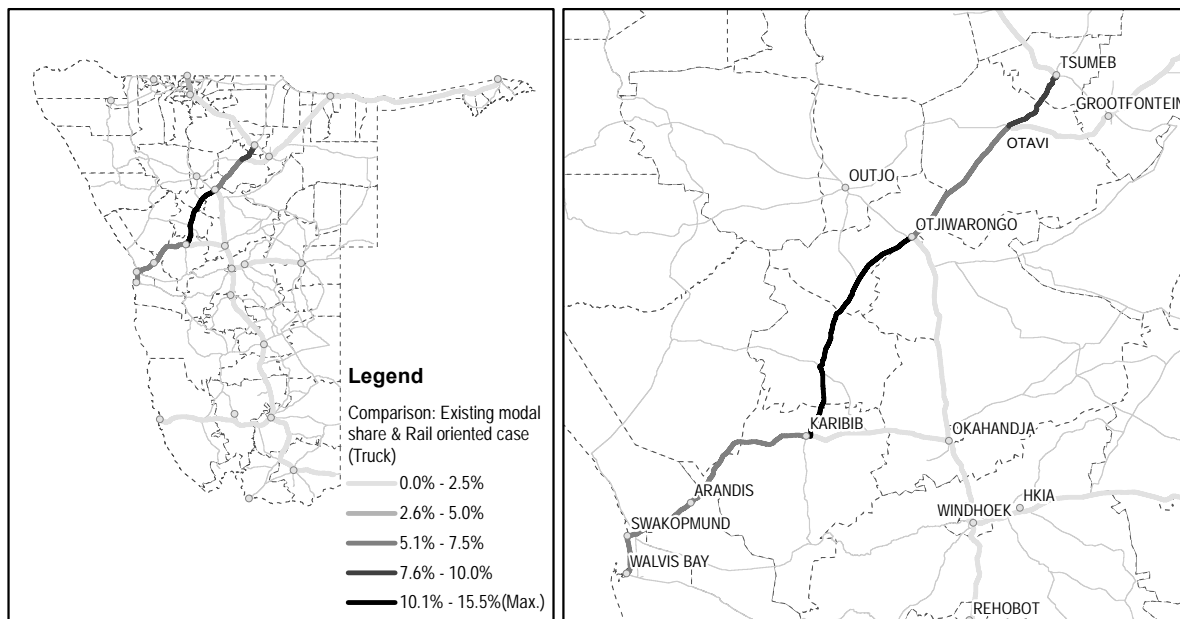 Legend
Comparison: Existing modal
share & Rail oriented case
(Truck)
0.0% - 2.5%
2.6% - 5.0%
5.1% - 7.5%
7.6% - 10.0%
10.1% - 15.5%(Max.)
TSUMEB
GROOTFONTEIN
OTAVI
OUTJO
OTJIWARONGO
KARIBIB
OKAHANDJA
ARANDIS
HKIA
WINDHOEK
SWAKOPMUND
WALVIS BAY
REHOBOT